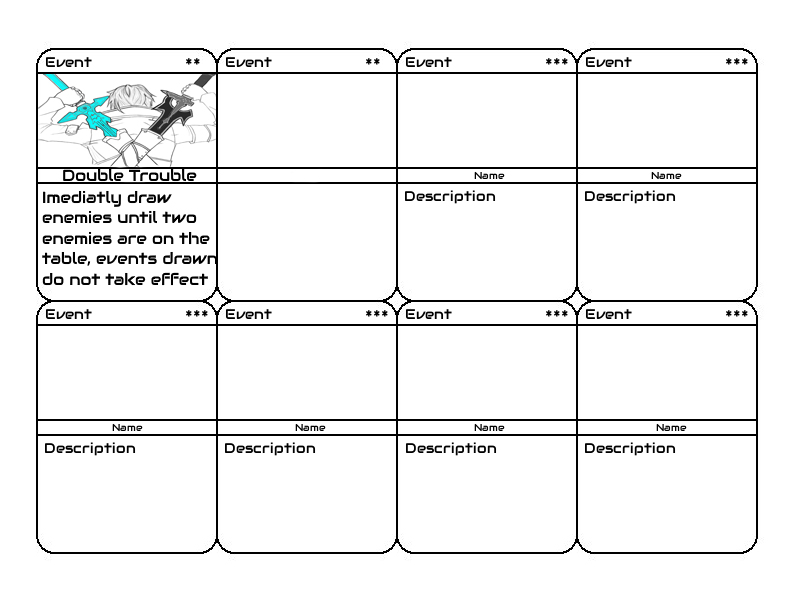 Event **
Event **
Event ***
Event ***
Double Trouble
Name
Name
Imediatly draw
enemies until two
enemies are on the
table, events drawn
do not take effect
Description
Description
Event ***
Event ***
Event ***
Event ***
Name
Name
Name
Name
Description
Description
Description
Description